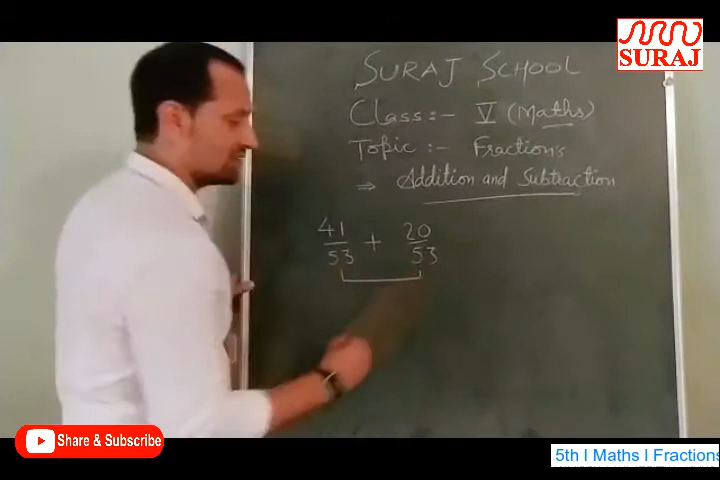 SURAJ
SURAJ SCHOOL
Class:- V (Maths)
Topic :- Fractions
⇒ Addition and Subtraction
41/53 + 20/53
Share & Subscribe
5th I Maths I Fractions